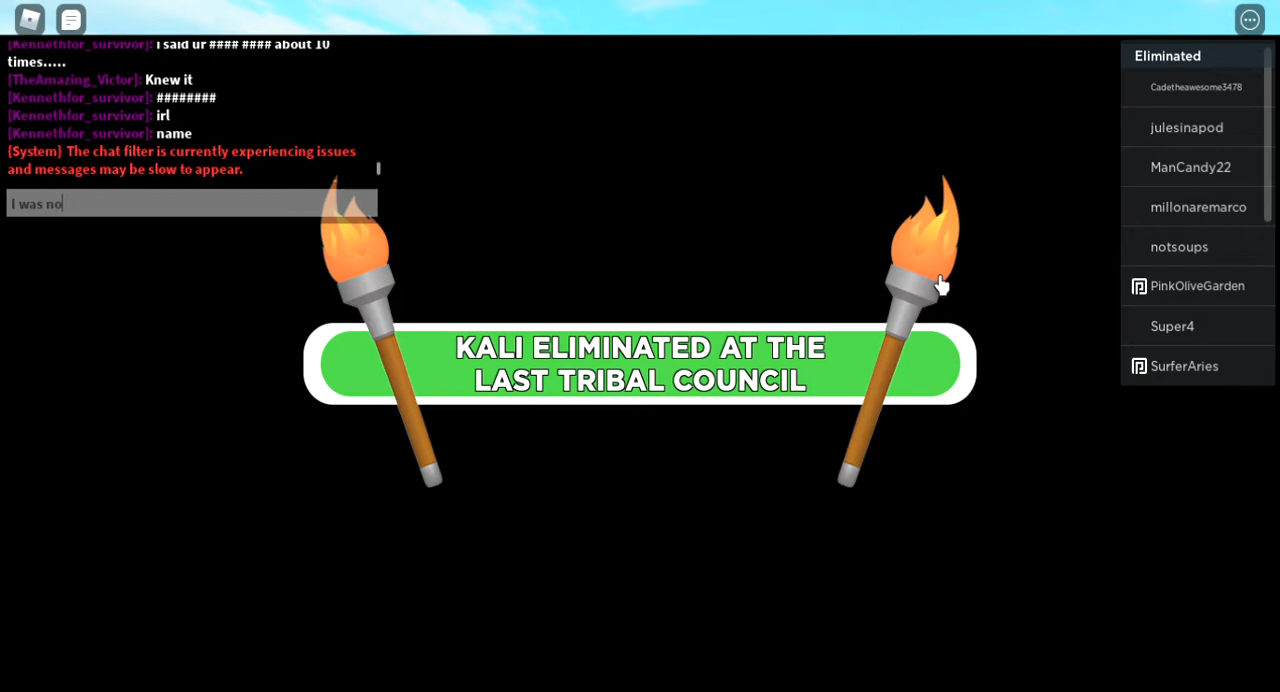 [Kennethfor_survivor]: i said ur #### #### about 10
times.....
[TheAmazing_Victor]: Knew it
[Kennethfor_survivor]: ########
[Kennethfor_survivor]: irl
[Kennethfor_survivor]: name
{System} The chat filter is currently experiencing issues
and messages may be slow to appear.
I was no
KALI ELIMINATED AT THE
LAST TRIBAL COUNCIL
Eliminated
Cadetheawesome3478
julesinapod
ManCandy22
millonaremarco
notsoups
PinkOliveGarden
Super4
SurferAries